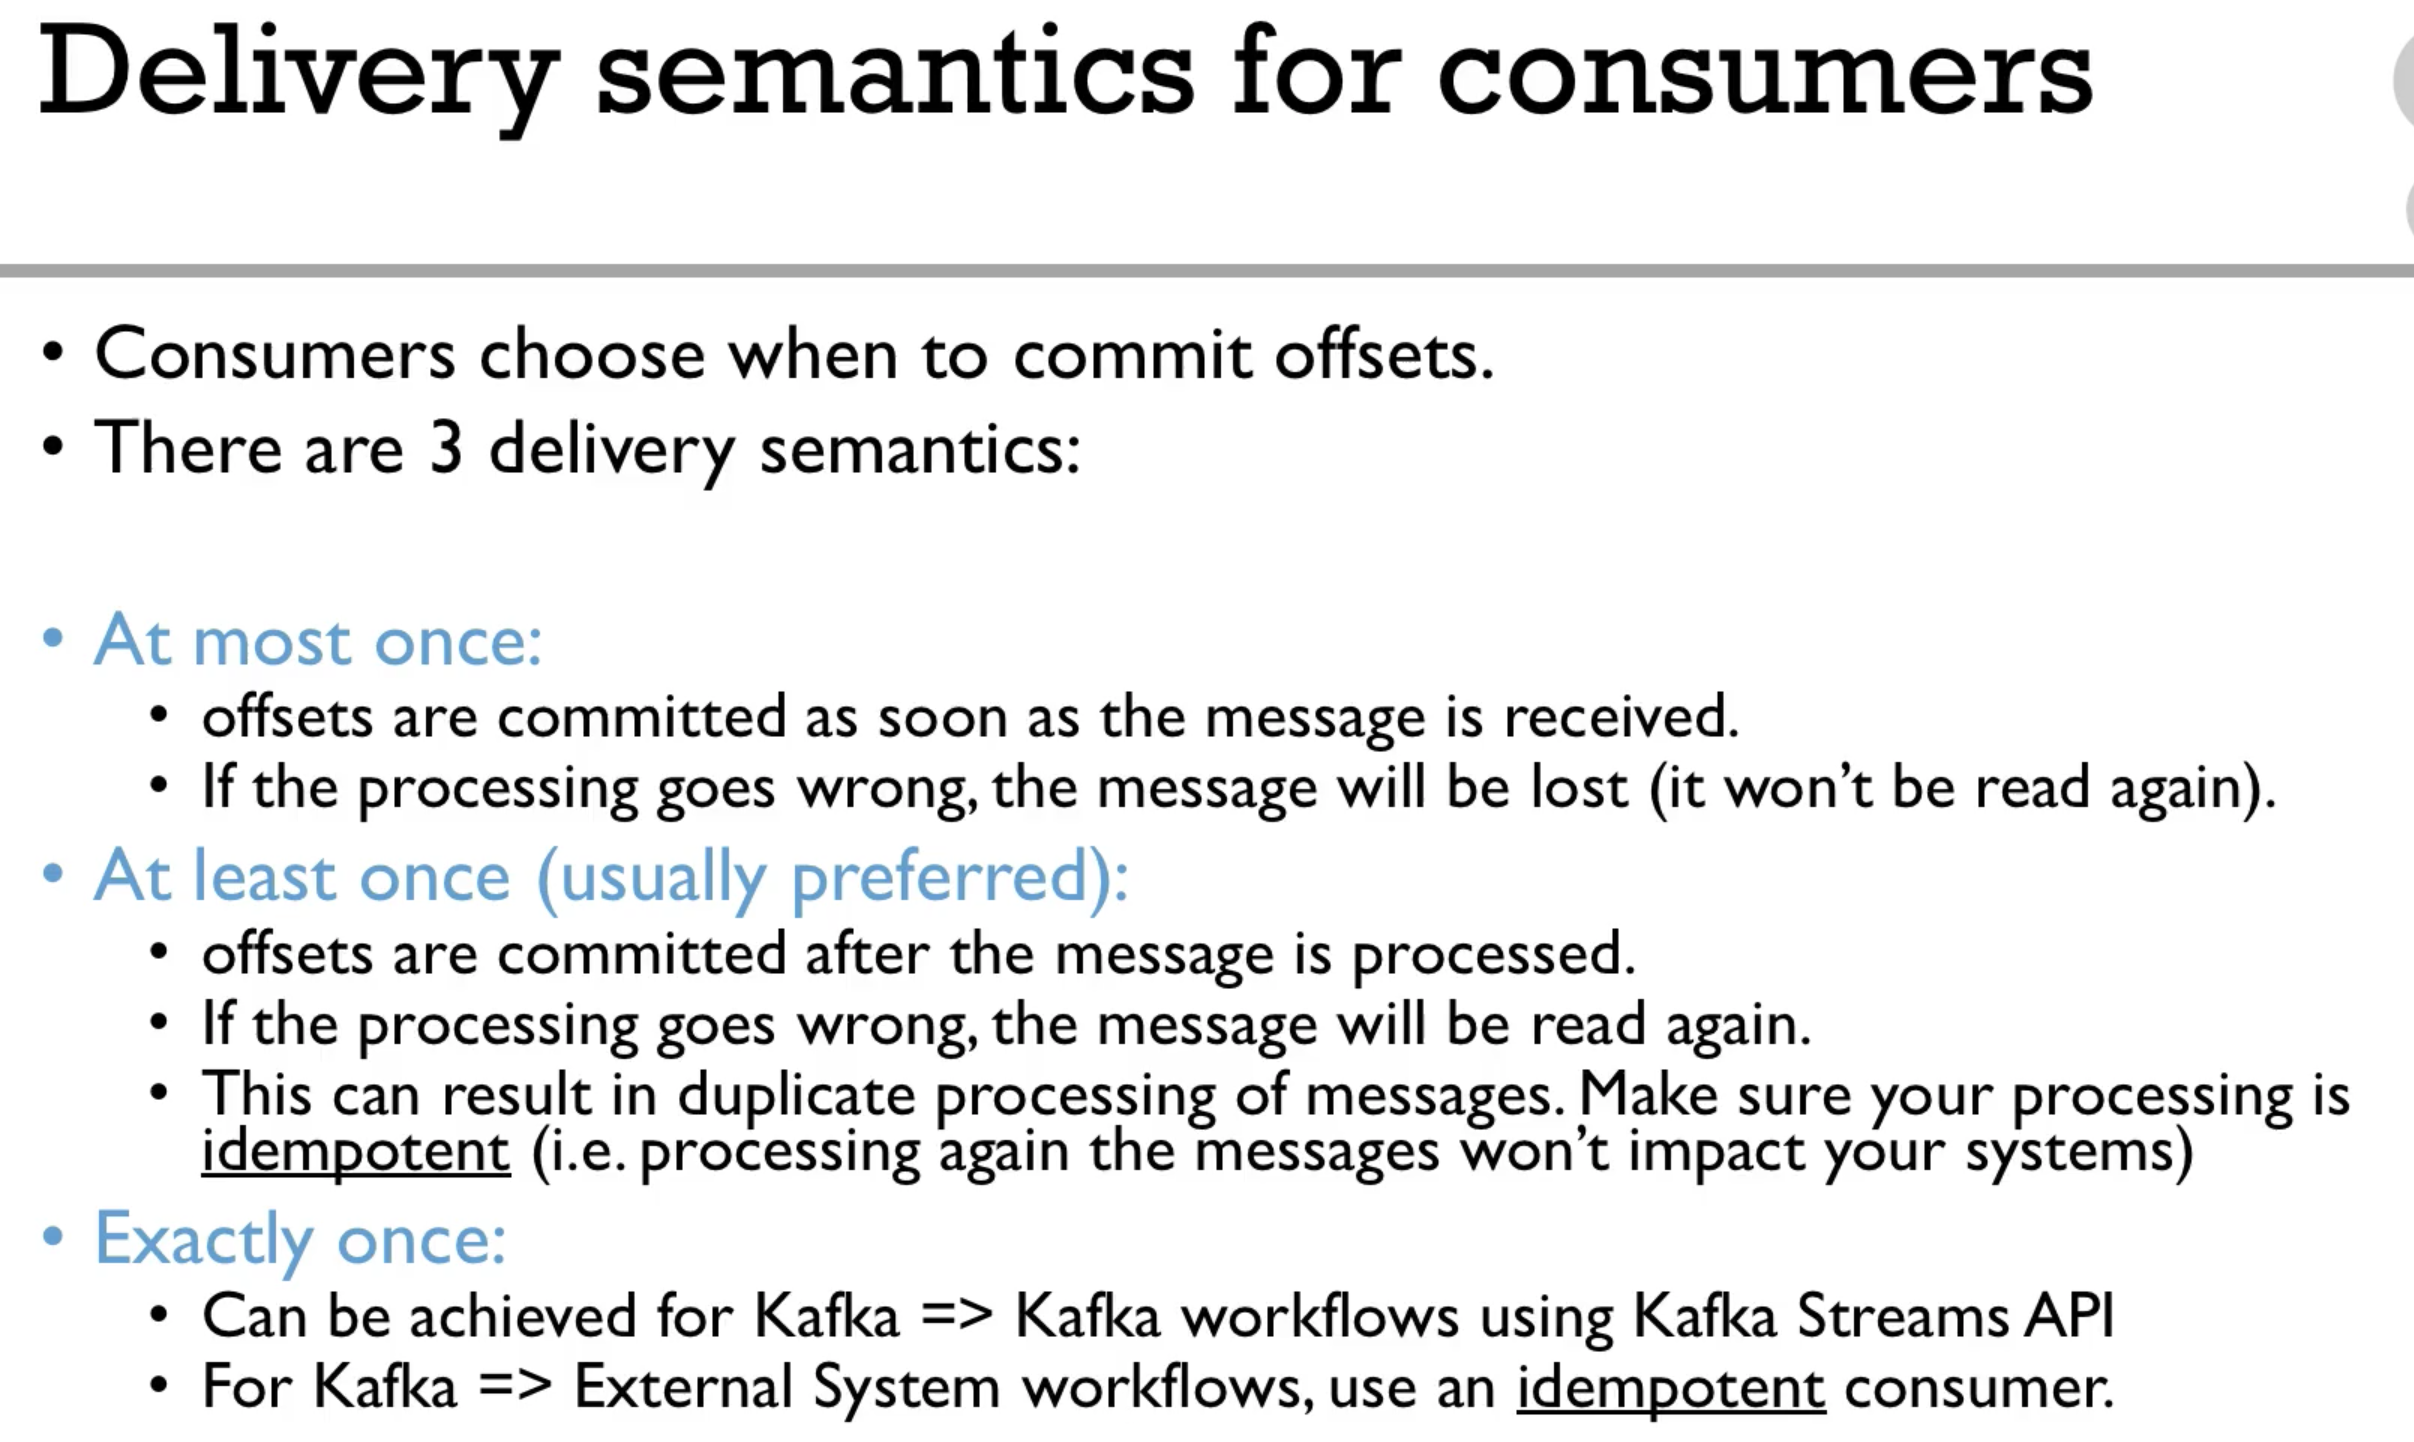 Delivery semantics for consumers
• Consumers choose when to commit offsets.
• There are 3 delivery semantics:
• At most once:
• offsets are committed as soon as the message is received.
• If the processing goes wrong, the message will be lost (it won’t be read again).
• At least once (usually preferred):
• offsets are committed after the message is processed.
• If the processing goes wrong, the message will be read again.
• This can result in duplicate processing of messages. Make sure your processing is
idempotent (i.e. processing again the messages won’t impact your systems)
• Exactly once:
• Can be achieved for Kafka => Kafka workflows using Kafka Streams API
• For Kafka => External System workflows, use an idempotent consumer.